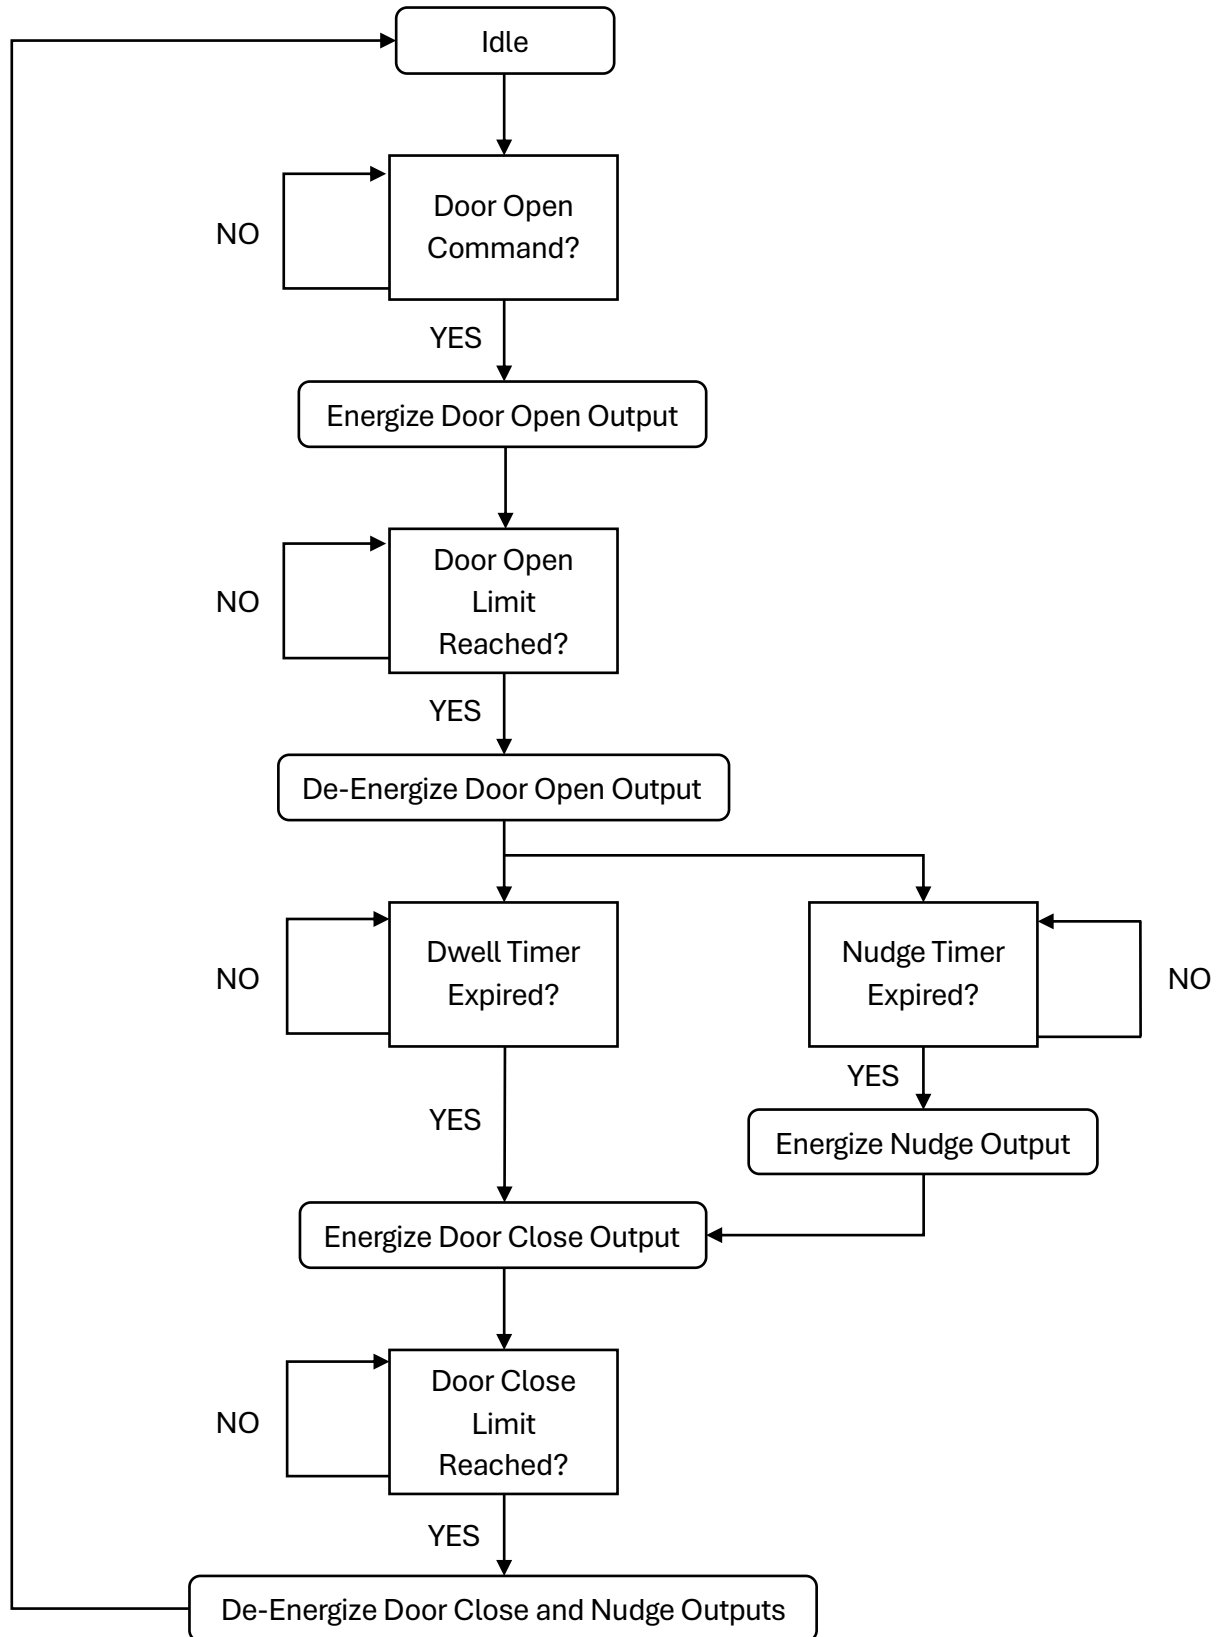 Idle
Door Open
Command?
NO
YES
Energize Door Open Output
Door Open
Limit
Reached?
NO
YES
De-Energize Door Open Output
Dwell Timer
Expired?
NO
Nudge Timer
Expired?
NO
YES
YES
Energize Nudge Output
Energize Door Close Output
Door Close
Limit
Reached?
NO
YES
De-Energize Door Close and Nudge Outputs